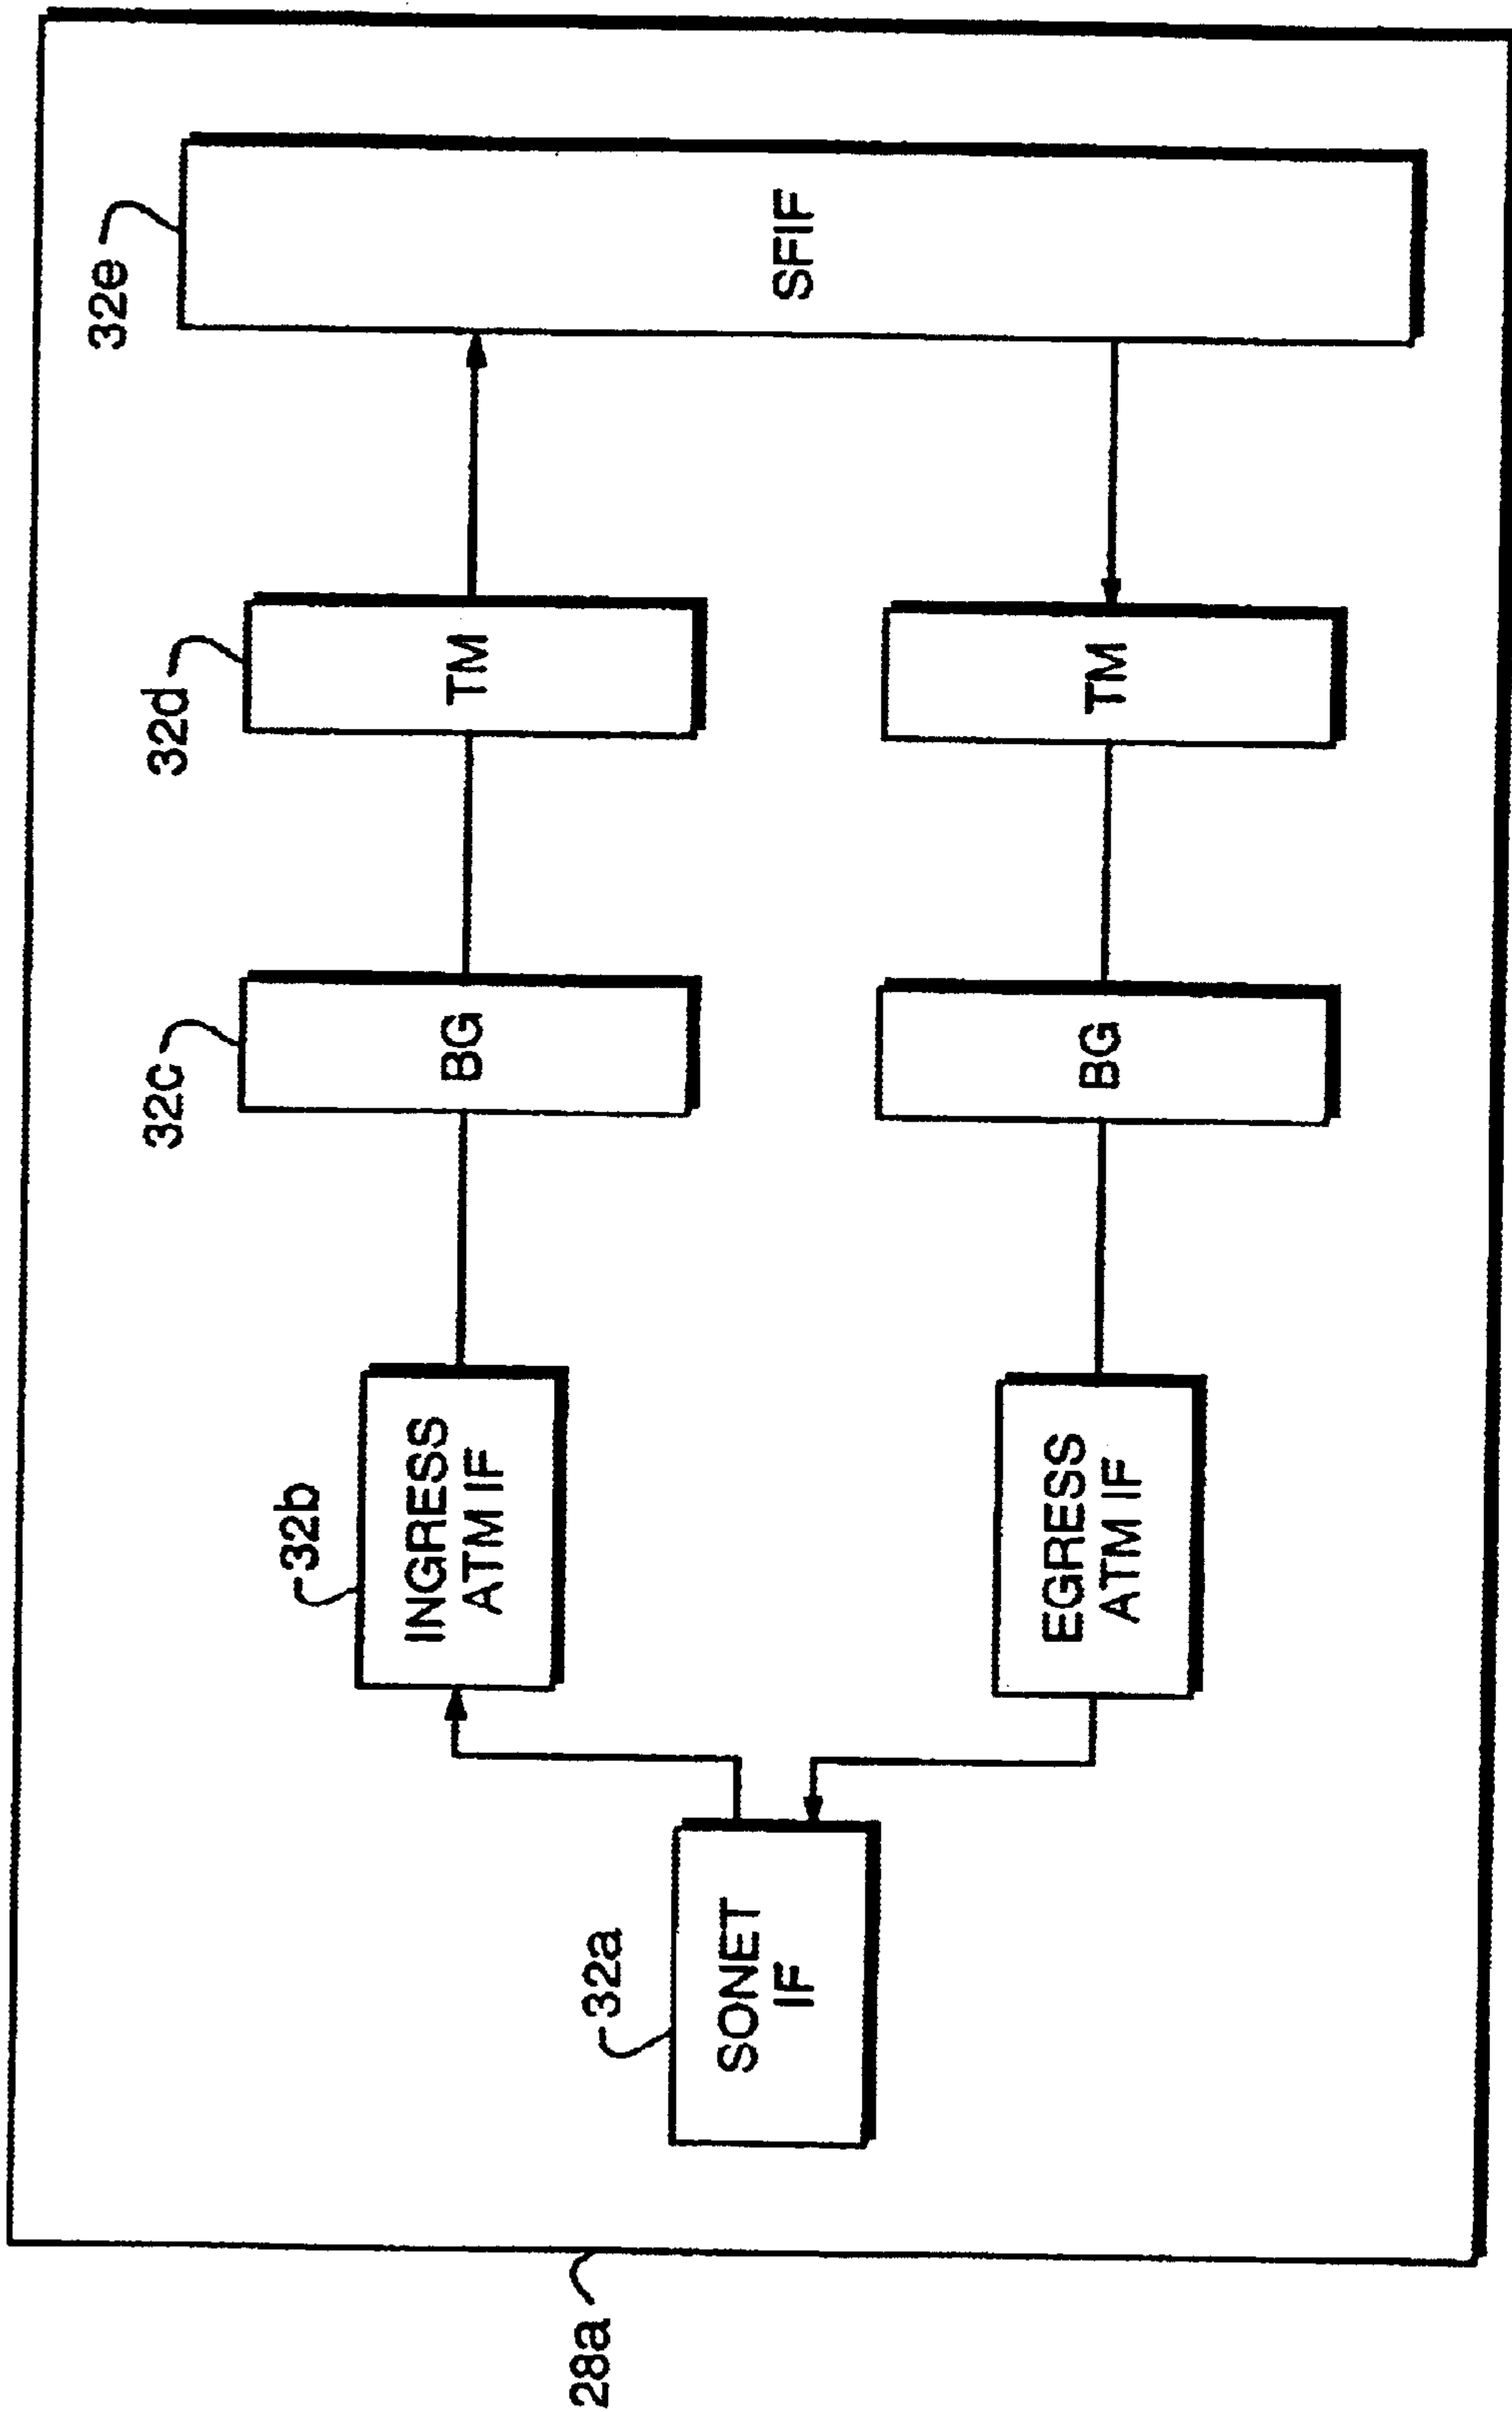 28a
32a
SONET
IF
32b
INGRESS
ATM IF
32c
BG
32d
TM
32e
SFIF
EGRESS
ATM IF
BG
TM